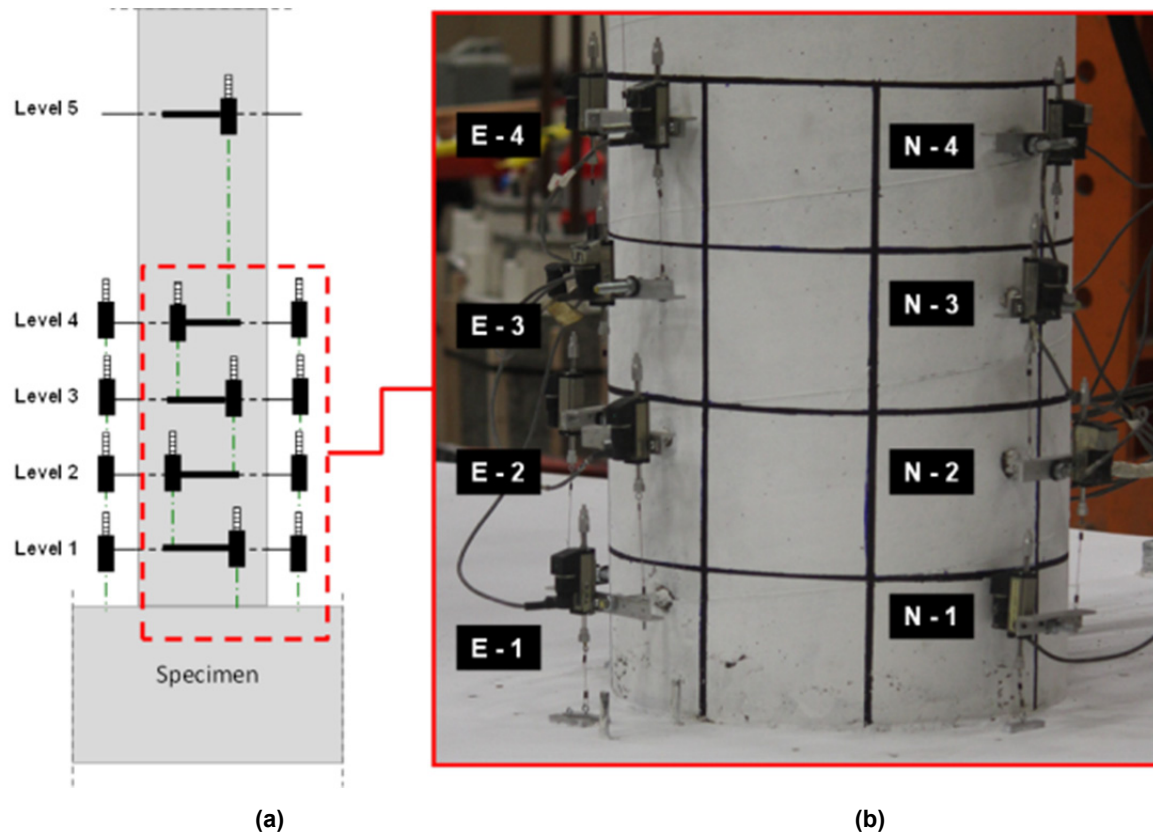 Level 5
Level 4
Level 3
Level 2
Level 1
Specimen
E - 4
N - 4
E - 3
N - 3
E - 2
N - 2
E - 1
N - 1
(a)
(b)